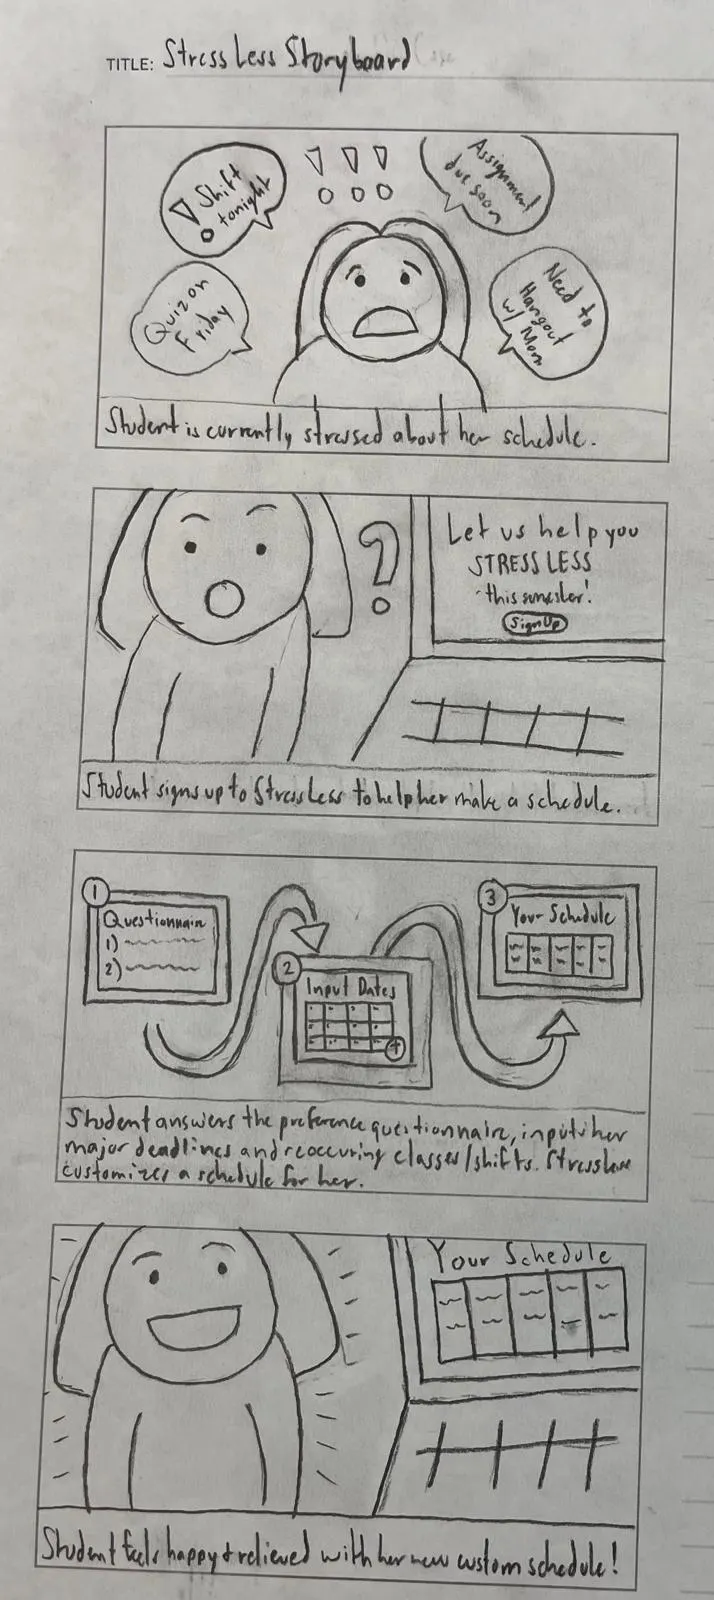 TITLE: Stress Less Storyboard
! Shift
tonight
! ! !
Assignment
due soon
Quiz on
Friday
Need to
Hangout
w/ Mom
Student is currently stressed about her schedule.
?
Let us help you
STRESS LESS
this semester!
Sign Up
Student signs up to StressLess to help her make a schedule.
1
Questionnair
1)
2)
2
Input Dates
+
3
Your Schedule
Student answers the preference questionnaire, inputs her
major deadlines and reoccuring classes/shifts. Stressless
customizes a schedule for her.
Your Schedule
Student feels happy & relieved with her new custom schedule!